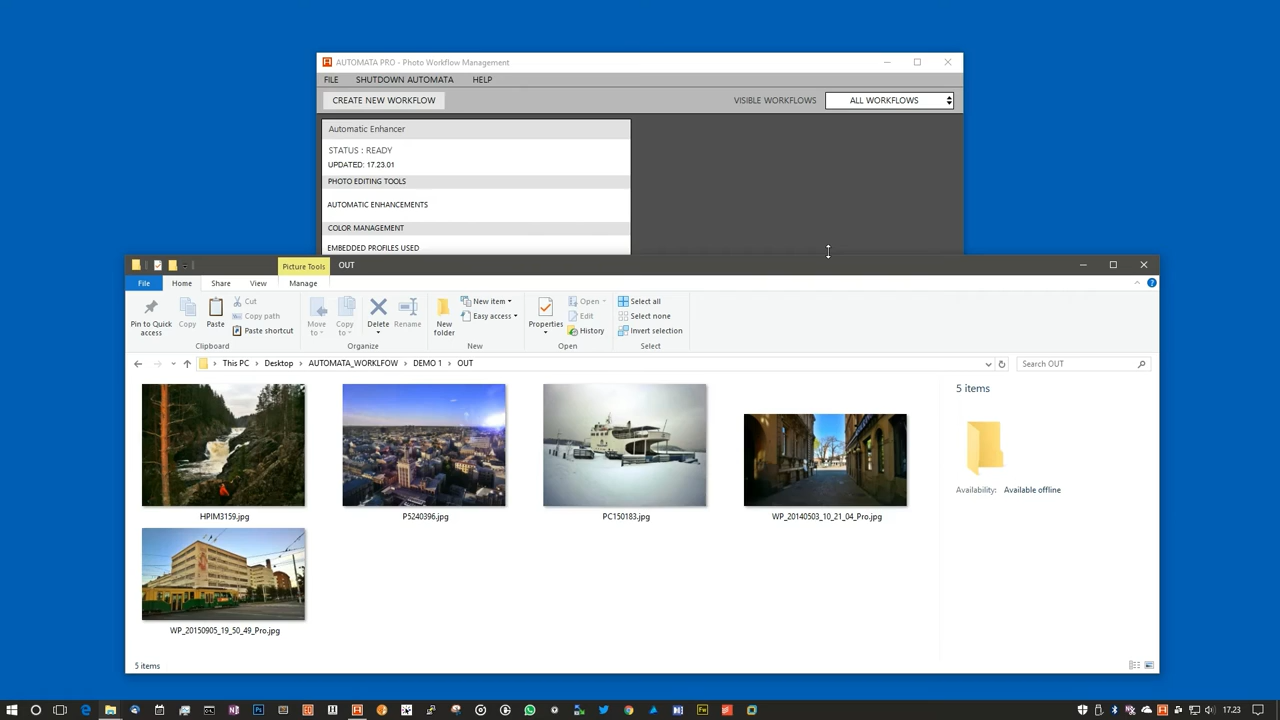 AUTOMATA PRO - Photo Workflow Management
FILE SHUTDOWN AUTOMATA HELP
CREATE NEW WORKFLOW VISIBLE WORKFLOWS ALL WORKFLOWS
Automatic Enhancer
STATUS : READY
UPDATED: 17.23.01
PHOTO EDITING TOOLS
AUTOMATIC ENHANCEMENTS
COLOR MANAGEMENT
EMBEDDED PROFILES USED
Picture Tools OUT
File Home Share View Manage
Pin to Quick access
Copy
Paste
Cut
Copy path
Paste shortcut
Clipboard
Move to
Copy to
Delete
Rename
Organize
New folder
New item
Easy access
New
Properties
Open
Edit
History
Open
Select all
Select none
Invert selection
Select
This PC > Desktop > AUTOMATA_WORKLFOW > DEMO 1 > OUT
Search OUT
HPIM3159.jpg
P5240396.jpg
PC150183.jpg
WP_20140503_10_21_04_Pro.jpg
WP_20150905_19_50_49_Pro.jpg
5 items
Availability: Available offline
5 items
17.23